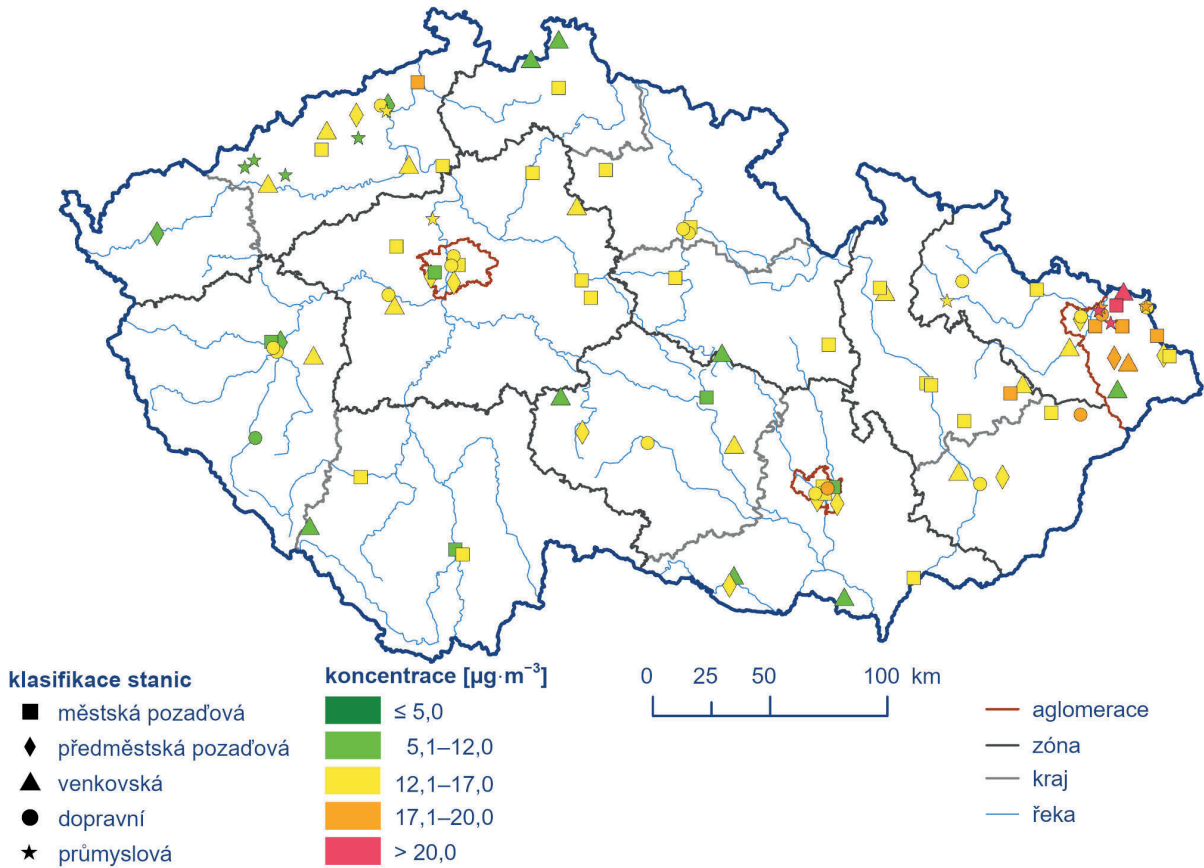 klasifikace stanic
městská pozaďová
předměstská pozaďová
venkovská
dopravní
průmyslová
koncentrace [µg·m⁻³]
≤ 5,0
5,1–12,0
12,1–17,0
17,1–20,0
> 20,0
0 25 50 100 km
aglomerace
zóna
kraj
řeka